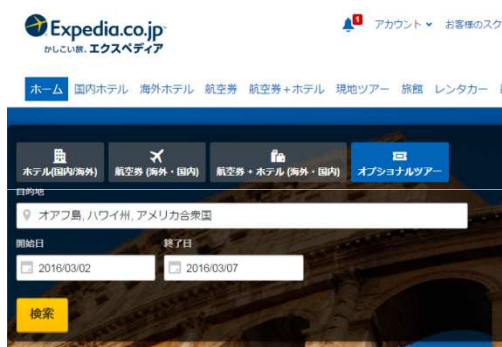 Expedia.co.jp
かしこい旅、エクスペディア
1
アカウント
お客様のスク
ホーム 国内ホテル 海外ホテル 航空券 航空券+ホテル 現地ツアー 旅館 レンタカー
ホテル(国内/海外)
航空券 (海外・国内)
航空券 + ホテル (海外・国内)
オプショナルツアー
目的地
オアフ島, ハワイ州, アメリカ合衆国
開始日 終了日
2016/03/02 2016/03/07
検索